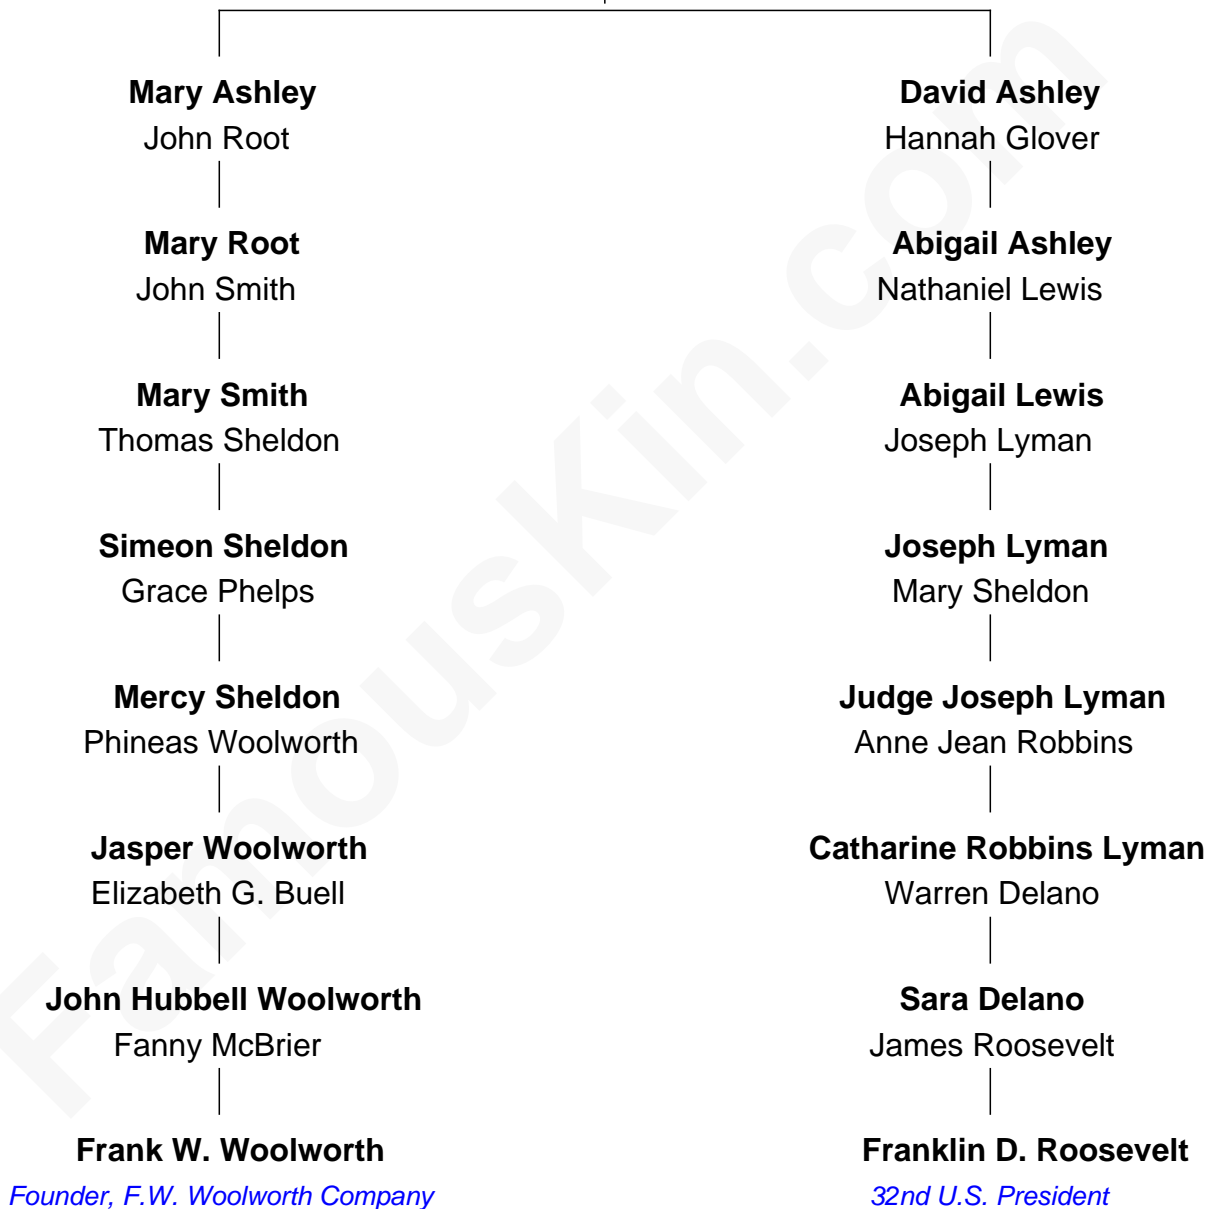 Mary Ashley
John Root
Mary Root
John Smith
Mary Smith
Thomas Sheldon
Simeon Sheldon
Grace Phelps
Mercy Sheldon
Phineas Woolworth
Jasper Woolworth
Elizabeth G. Buell
John Hubbell Woolworth
Fanny McBrier
Frank W. Woolworth
Founder, F.W. Woolworth Company
David Ashley
Hannah Glover
Abigail Ashley
Nathaniel Lewis
Abigail Lewis
Joseph Lyman
Joseph Lyman
Mary Sheldon
Judge Joseph Lyman
Anne Jean Robbins
Catharine Robbins Lyman
Warren Delano
Sara Delano
James Roosevelt
Franklin D. Roosevelt
32nd U.S. President
FamousKin.com